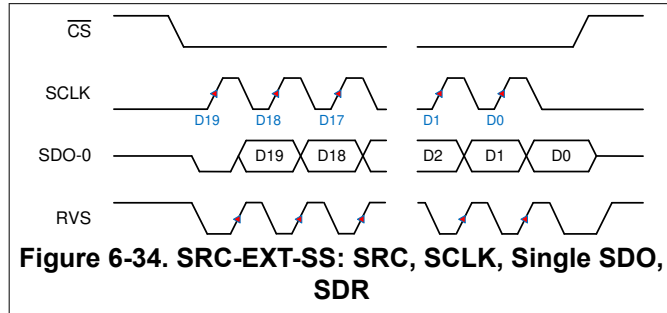 CS
SCLK
D19 D18 D17 D1 D0
SDO-0 D19 D18 D2 D1 D0
RVS
Figure 6-34. SRC-EXT-SS: SRC, SCLK, Single SDO,
SDR